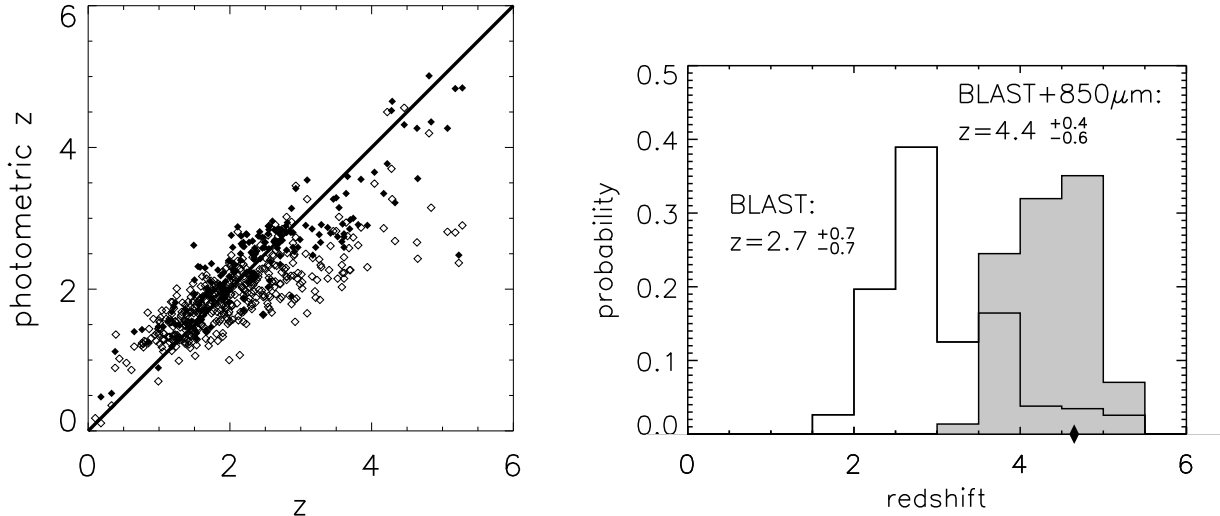 6
4
2
0
photometric z
0 2 4 6
z
0.5
0.4
0.3
0.2
0.1
0.0
probability
BLAST+850μm:
z=4.4 +0.4 −0.6
BLAST:
z=2.7 +0.7 −0.7
0 2 4 6
redshift